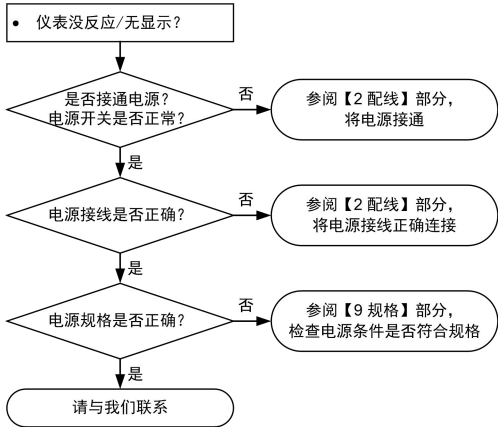 • 仪表没反应/无显示？
是否接通电源？
电源开关是否正常？
否
参阅【2 配线】部分，
将电源接通
是
电源接线是否正确？
否
参阅【2 配线】部分，
将电源接线正确连接
是
电源规格是否正确？
否
参阅【9 规格】部分，
检查电源条件是否符合规格
是
请与我们联系